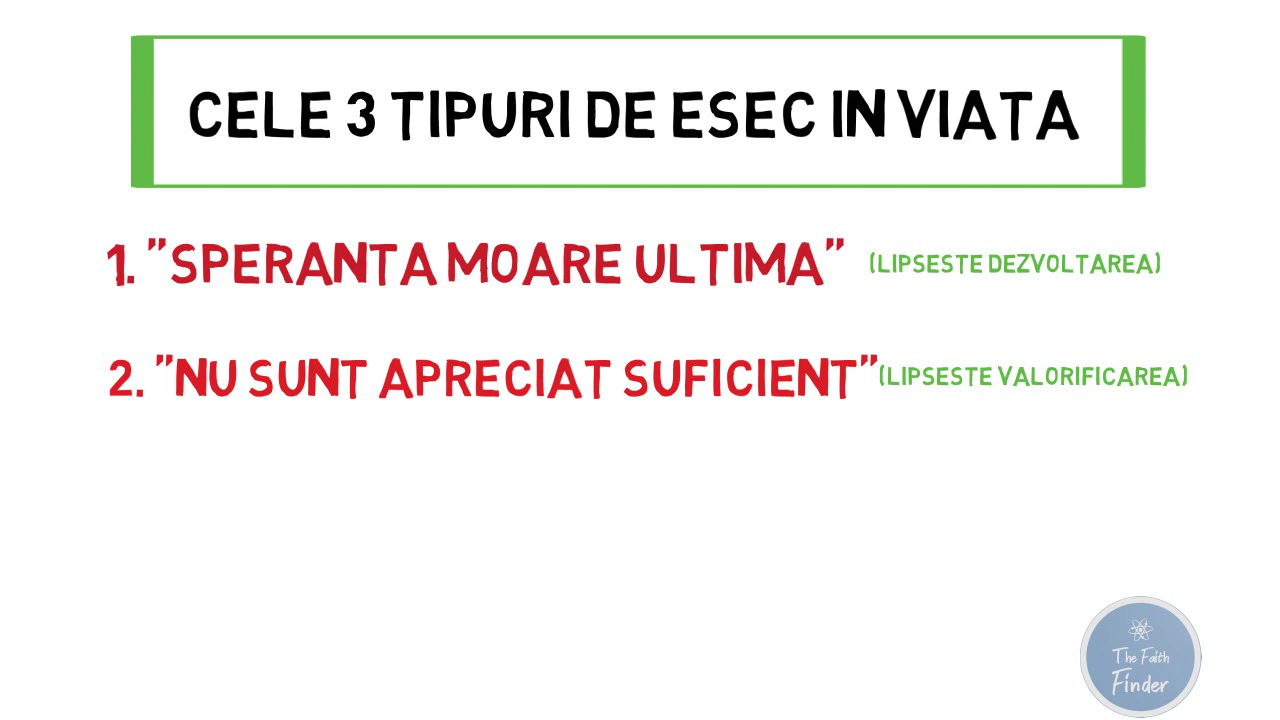 CELE 3 TIPURI DE ESEC IN VIATA
1. "SPERANTA MOARE ULTIMA" (LIPSESTE DEZVOLTAREA)
2. "NU SUNT APRECIAT SUFICIENT" (LIPSESTE VALORIFICAREA)
The Faith
Finder